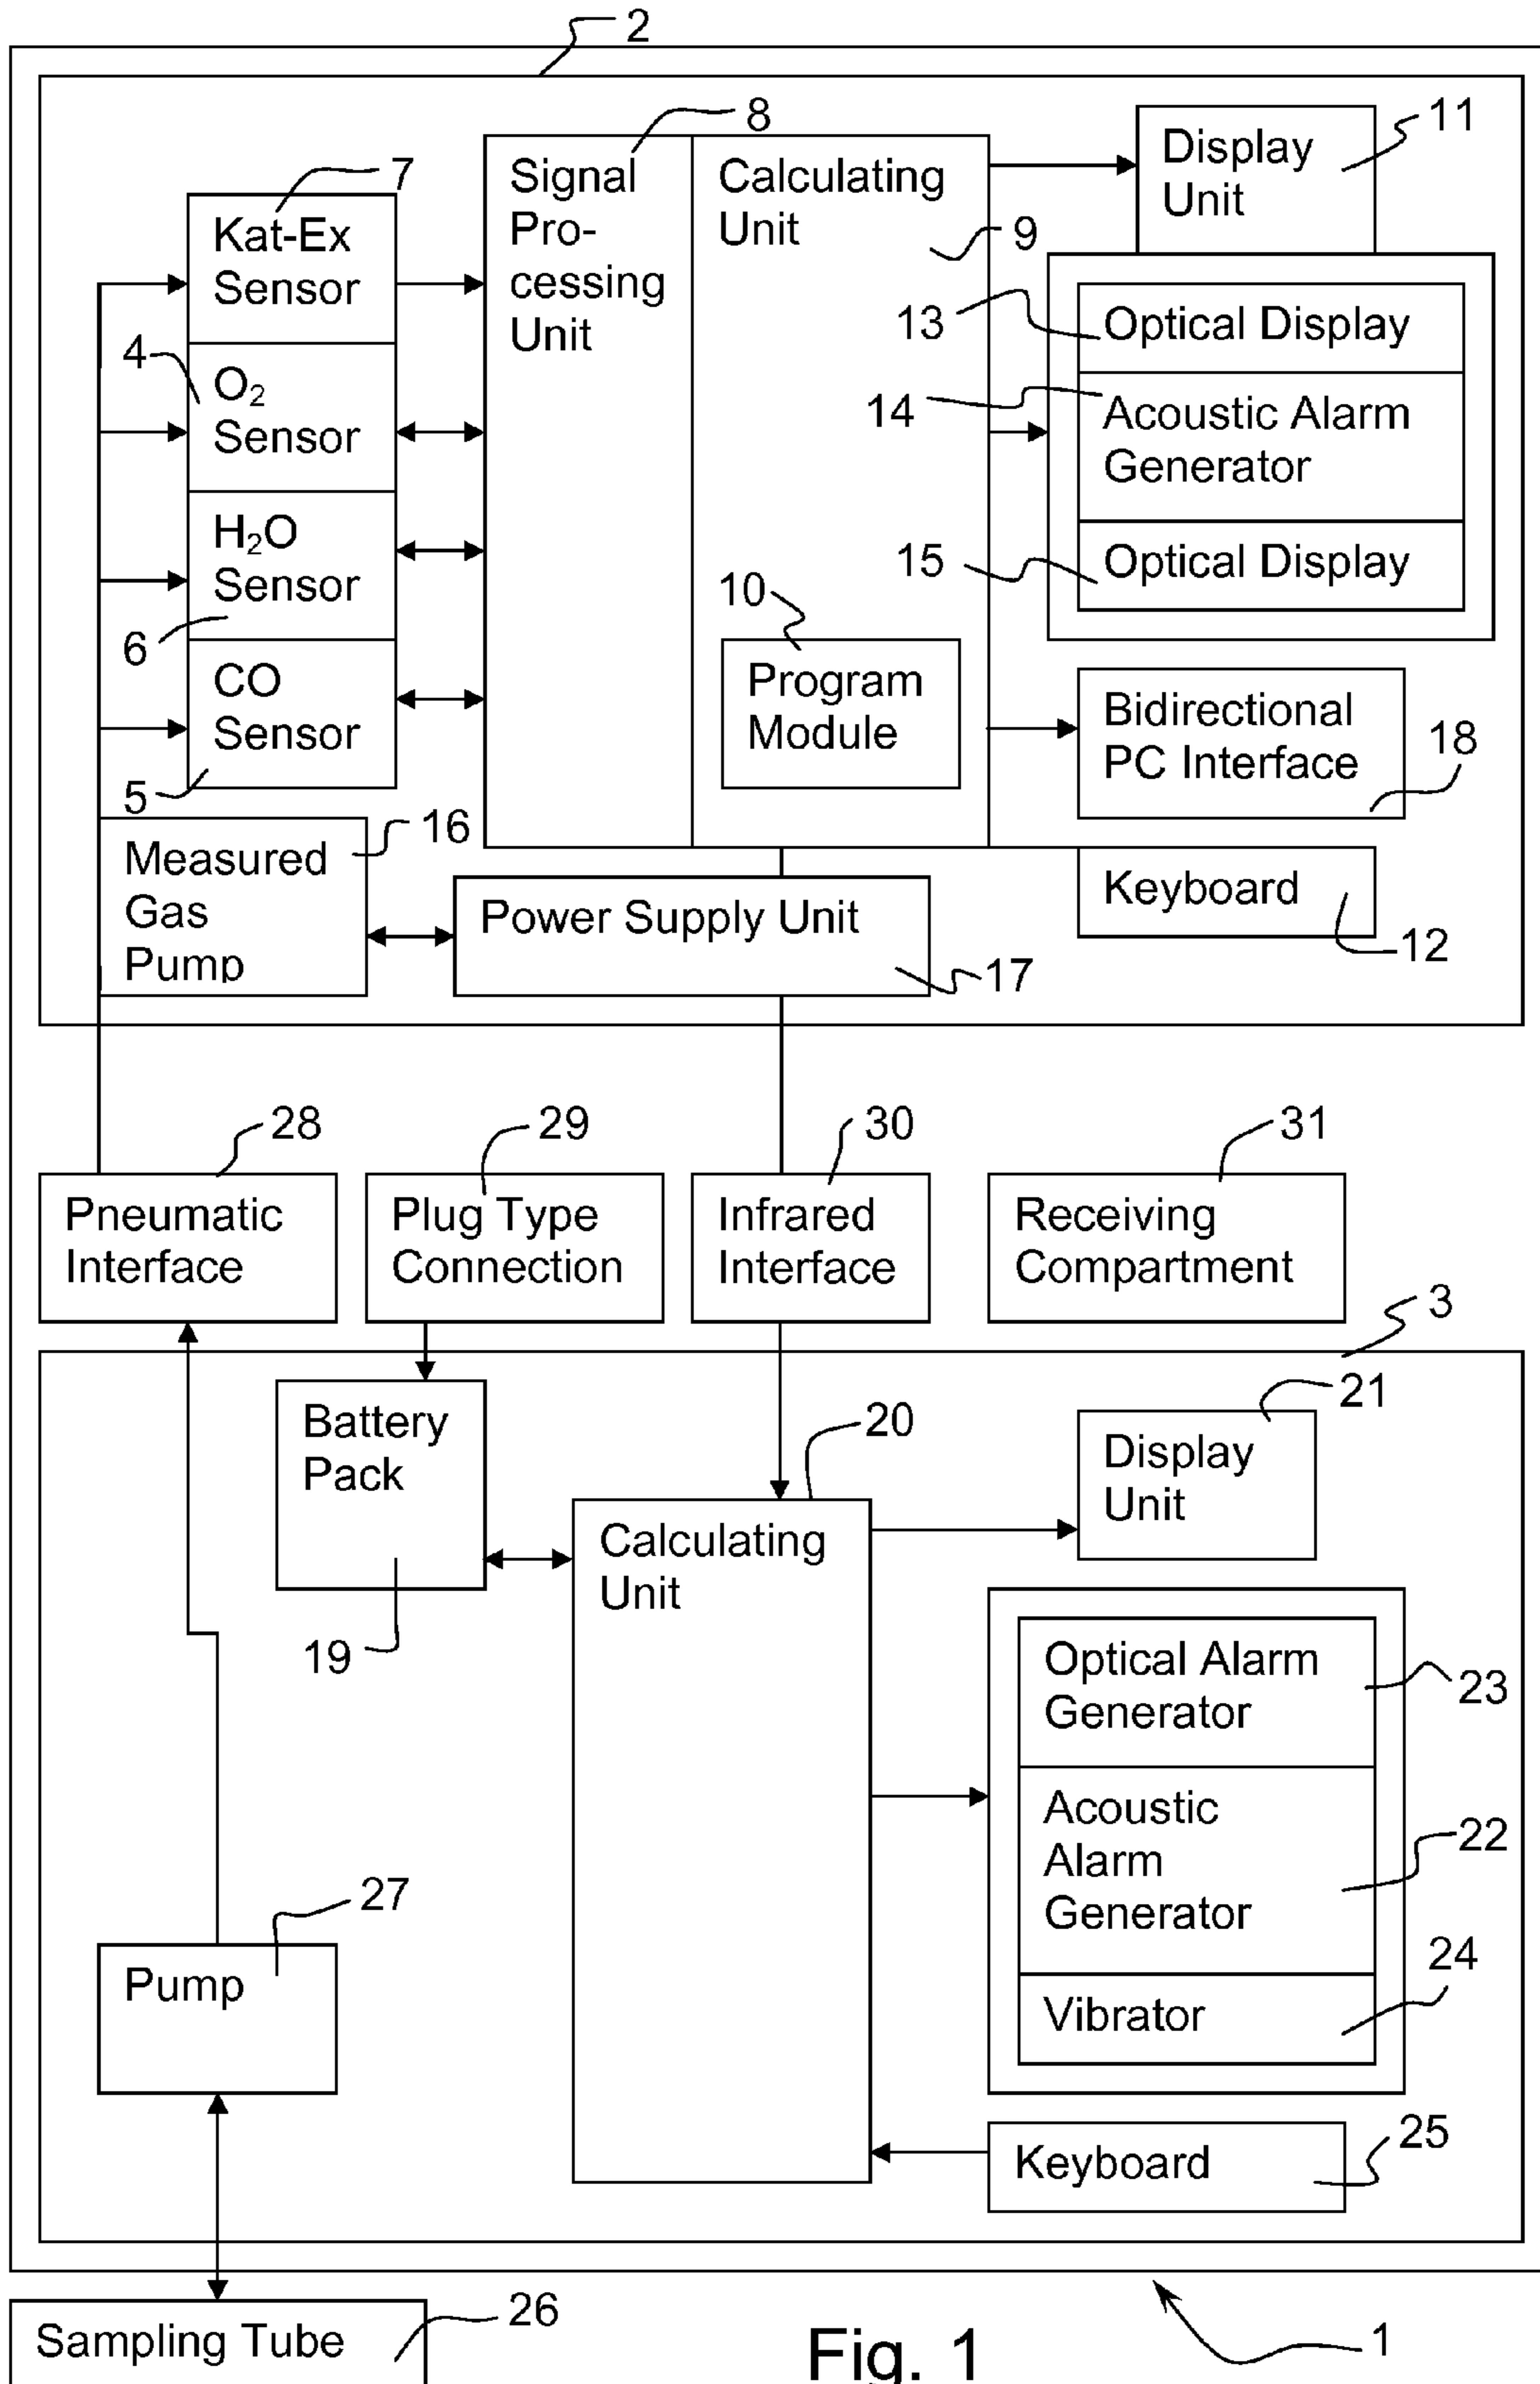 2
8
Signal
Pro-
cessing
Unit
Calculating
Unit
9
11
Display
Unit
7
Kat-Ex
Sensor
4
O₂
Sensor
H₂O
Sensor
6
CO
Sensor
5
13
Optical Display
14
Acoustic Alarm
Generator
15
Optical Display
10
Program
Module
Bidirectional
PC Interface
18
16
Measured
Gas
Pump
Power Supply Unit
17
Keyboard
12
28
Pneumatic
Interface
29
Plug Type
Connection
30
Infrared
Interface
31
Receiving
Compartment
3
Battery
Pack
19
20
Calculating
Unit
21
Display
Unit
Optical Alarm
Generator
23
Acoustic
Alarm
Generator
22
24
Vibrator
27
Pump
Keyboard
25
Sampling Tube
26
Fig. 1
1